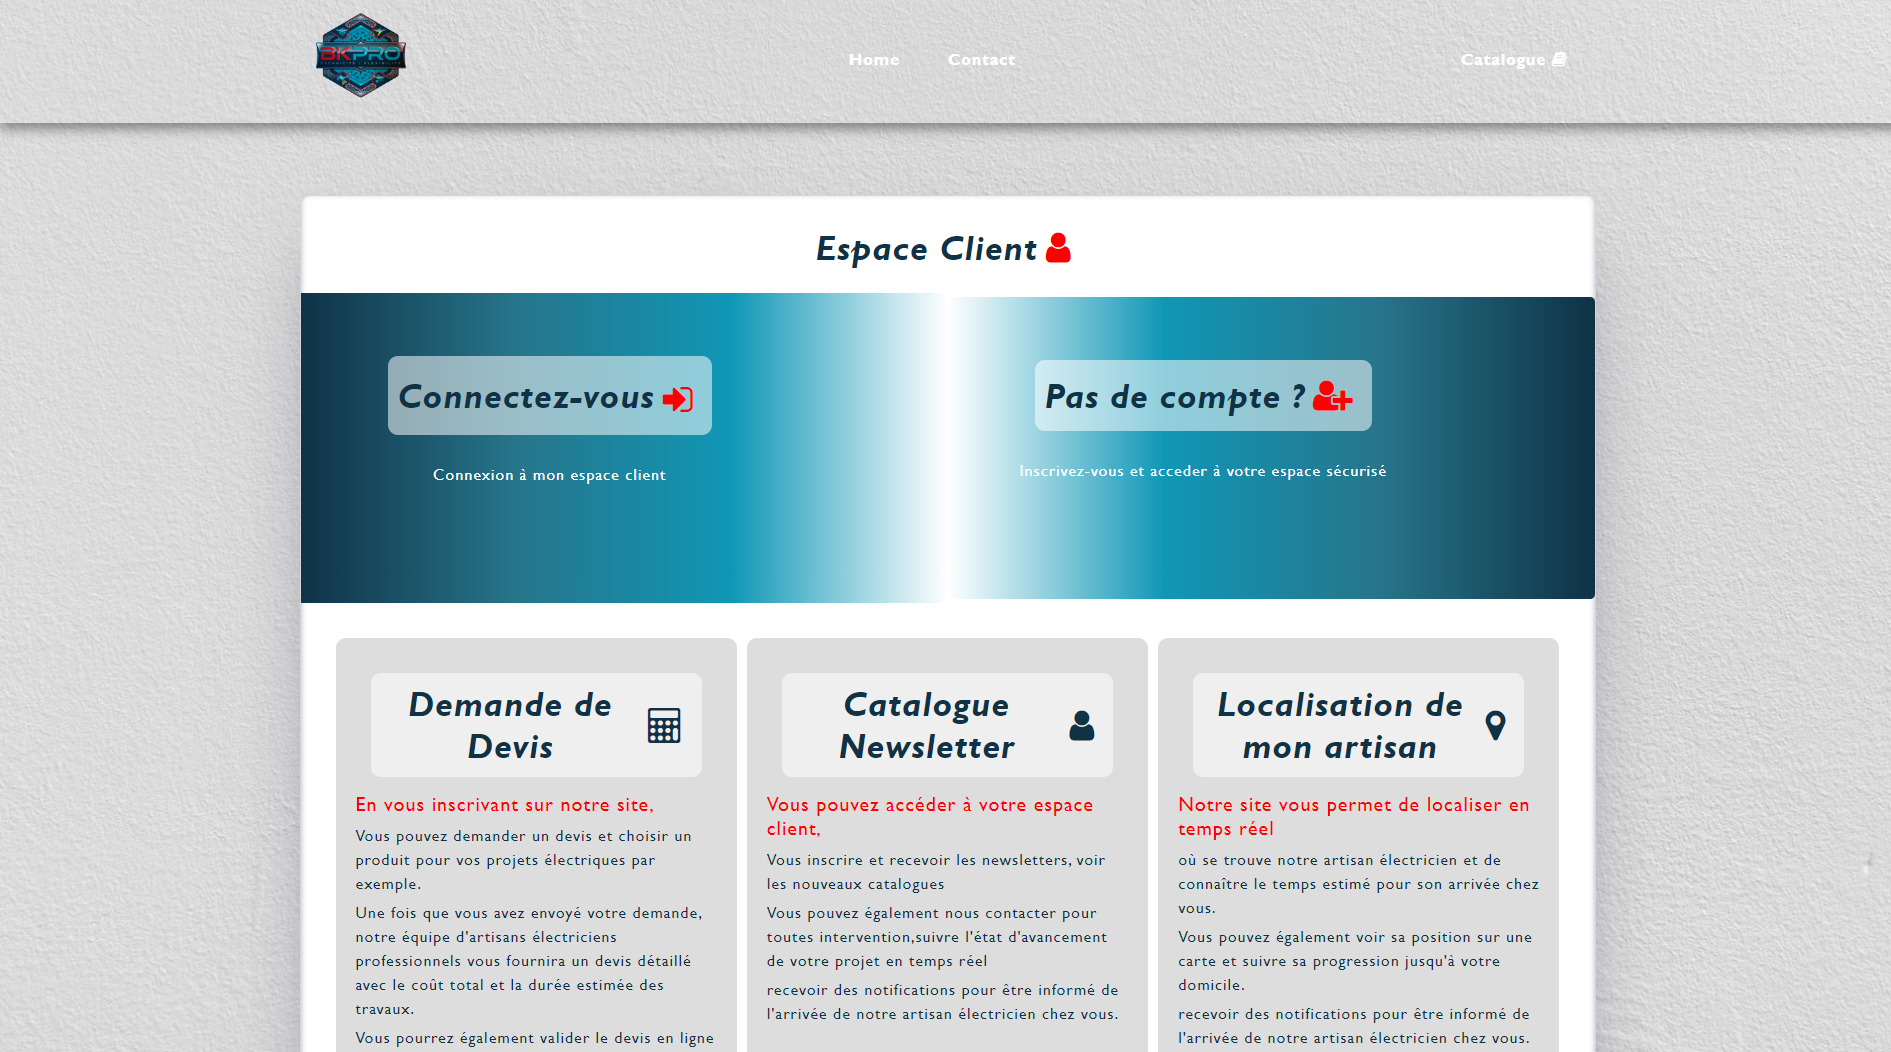 BKPRO
Home
Contact
Catalogue
Espace Client
Connectez-vous
Pas de compte ?
Connexion à mon espace client
Inscrivez-vous et acceder à votre espace sécurisé
Demande de
Devis
En vous inscrivant sur notre site,
Vous pouvez demander un devis et choisir un
produit pour vos projets électriques par
exemple.
Une fois que vous avez envoyé votre demande,
notre équipe d'artisans électriciens
professionnels vous fournira un devis détaillé
avec le coût total et la durée estimée des
travaux.
Vous pourrez également valider le devis en ligne
Catalogue
Newsletter
Vous pouvez accéder à votre espace
client,
Vous inscrire et recevoir les newsletters, voir
les nouveaux catalogues
Vous pouvez également nous contacter pour
toutes intervention,suivre l'état d'avancement
de votre projet en temps réel
recevoir des notifications pour être informé de
l'arrivée de notre artisan électricien chez vous.
Localisation de
mon artisan
Notre site vous permet de localiser en
temps réel
où se trouve notre artisan électricien et de
connaître le temps estimé pour son arrivée chez
vous.
Vous pouvez également voir sa position sur une
carte et suivre sa progression jusqu'à votre
domicile.
recevoir des notifications pour être informé de
l'arrivée de notre artisan électricien chez vous.